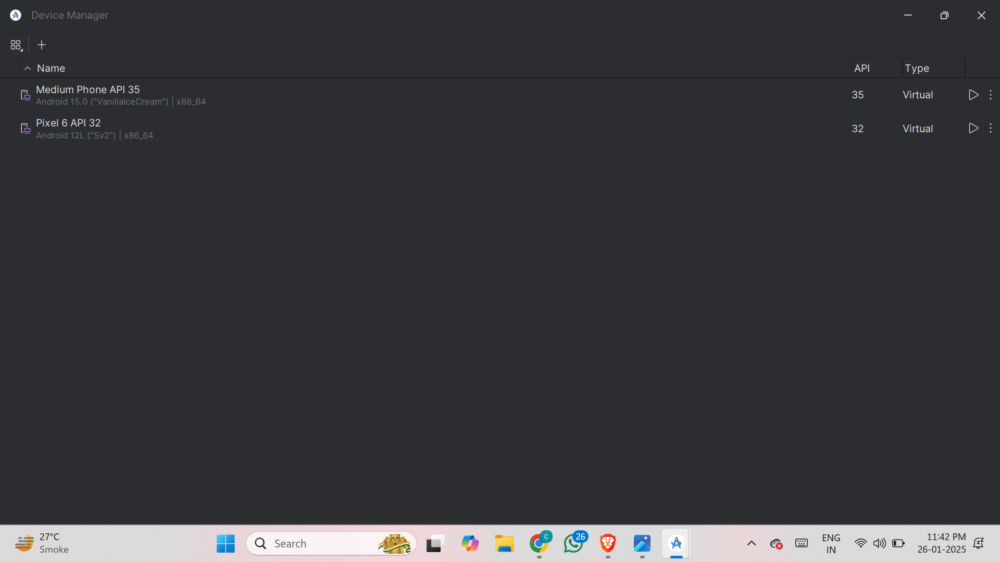 Device Manager
Name API Type
Medium Phone API 35
Android 15.0 ("VanillaIceCream") | x86_64
35 Virtual
Pixel 6 API 32
Android 12L ("Sv2") | x86_64
32 Virtual
27°C
Smoke
Search
C
26
ENG
IN
11:42 PM
26-01-2025